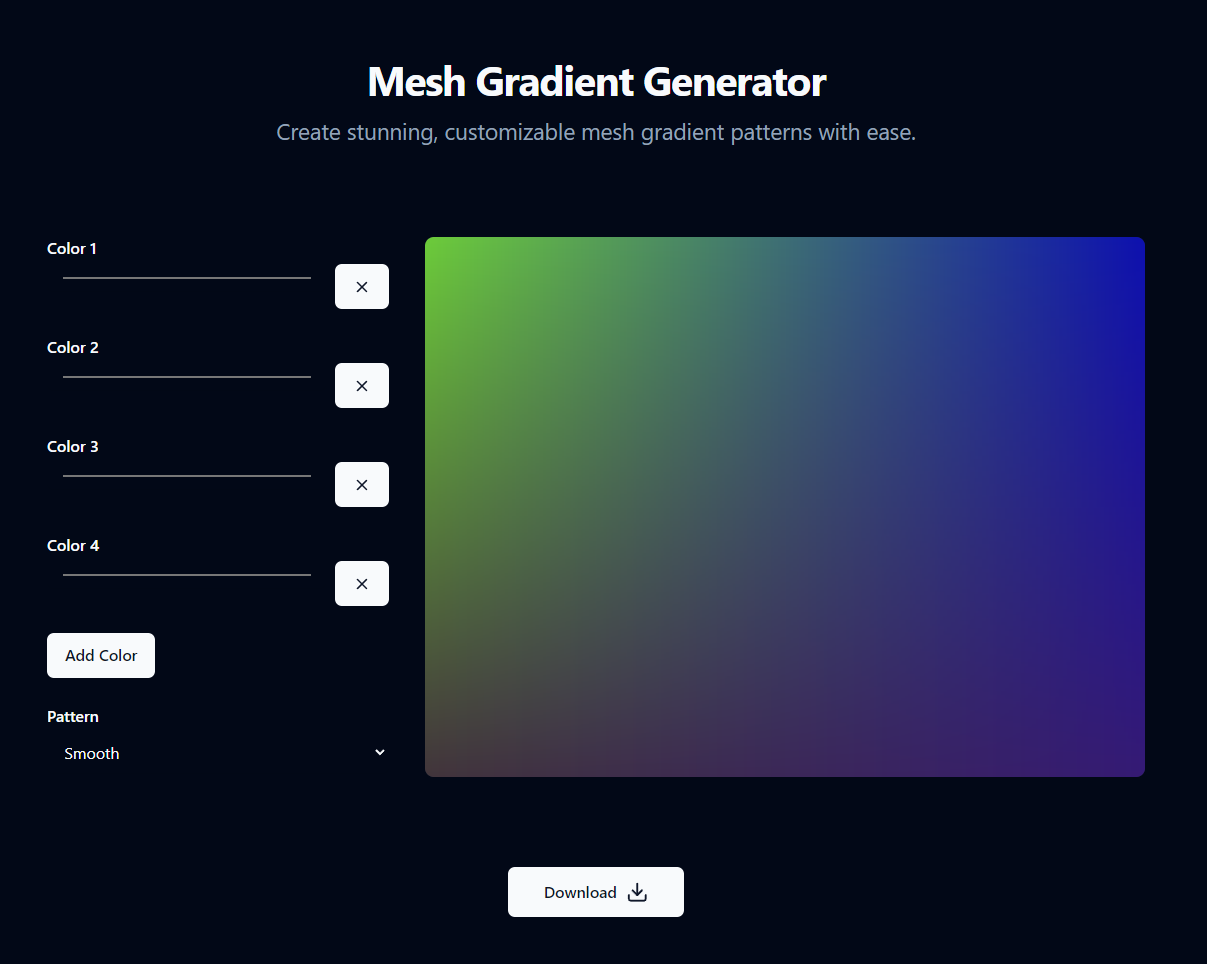 Mesh Gradient Generator
Create stunning, customizable mesh gradient patterns with ease.
Color 1
Color 2
Color 3
Color 4
Add Color
Pattern
Smooth
Download